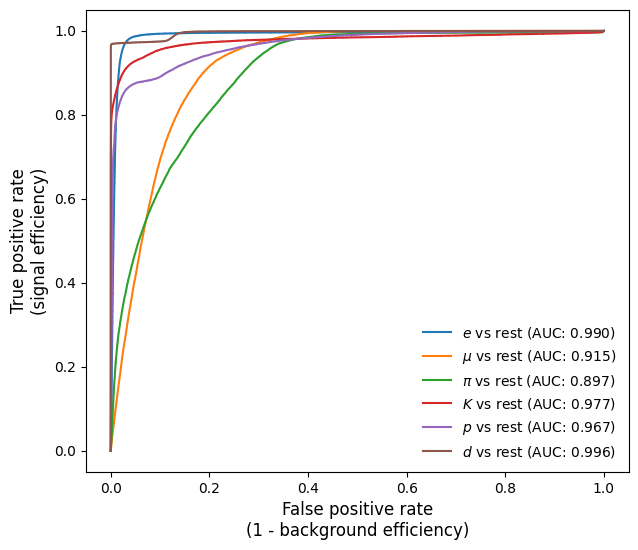 True positive rate
(signal efficiency)
1.0
0.8
0.6
0.4
0.2
0.0
e vs rest (AUC: 0.990)
μ vs rest (AUC: 0.915)
π vs rest (AUC: 0.897)
K vs rest (AUC: 0.977)
p vs rest (AUC: 0.967)
d vs rest (AUC: 0.996)
0.0 0.2 0.4 0.6 0.8 1.0
False positive rate
(1 - background efficiency)